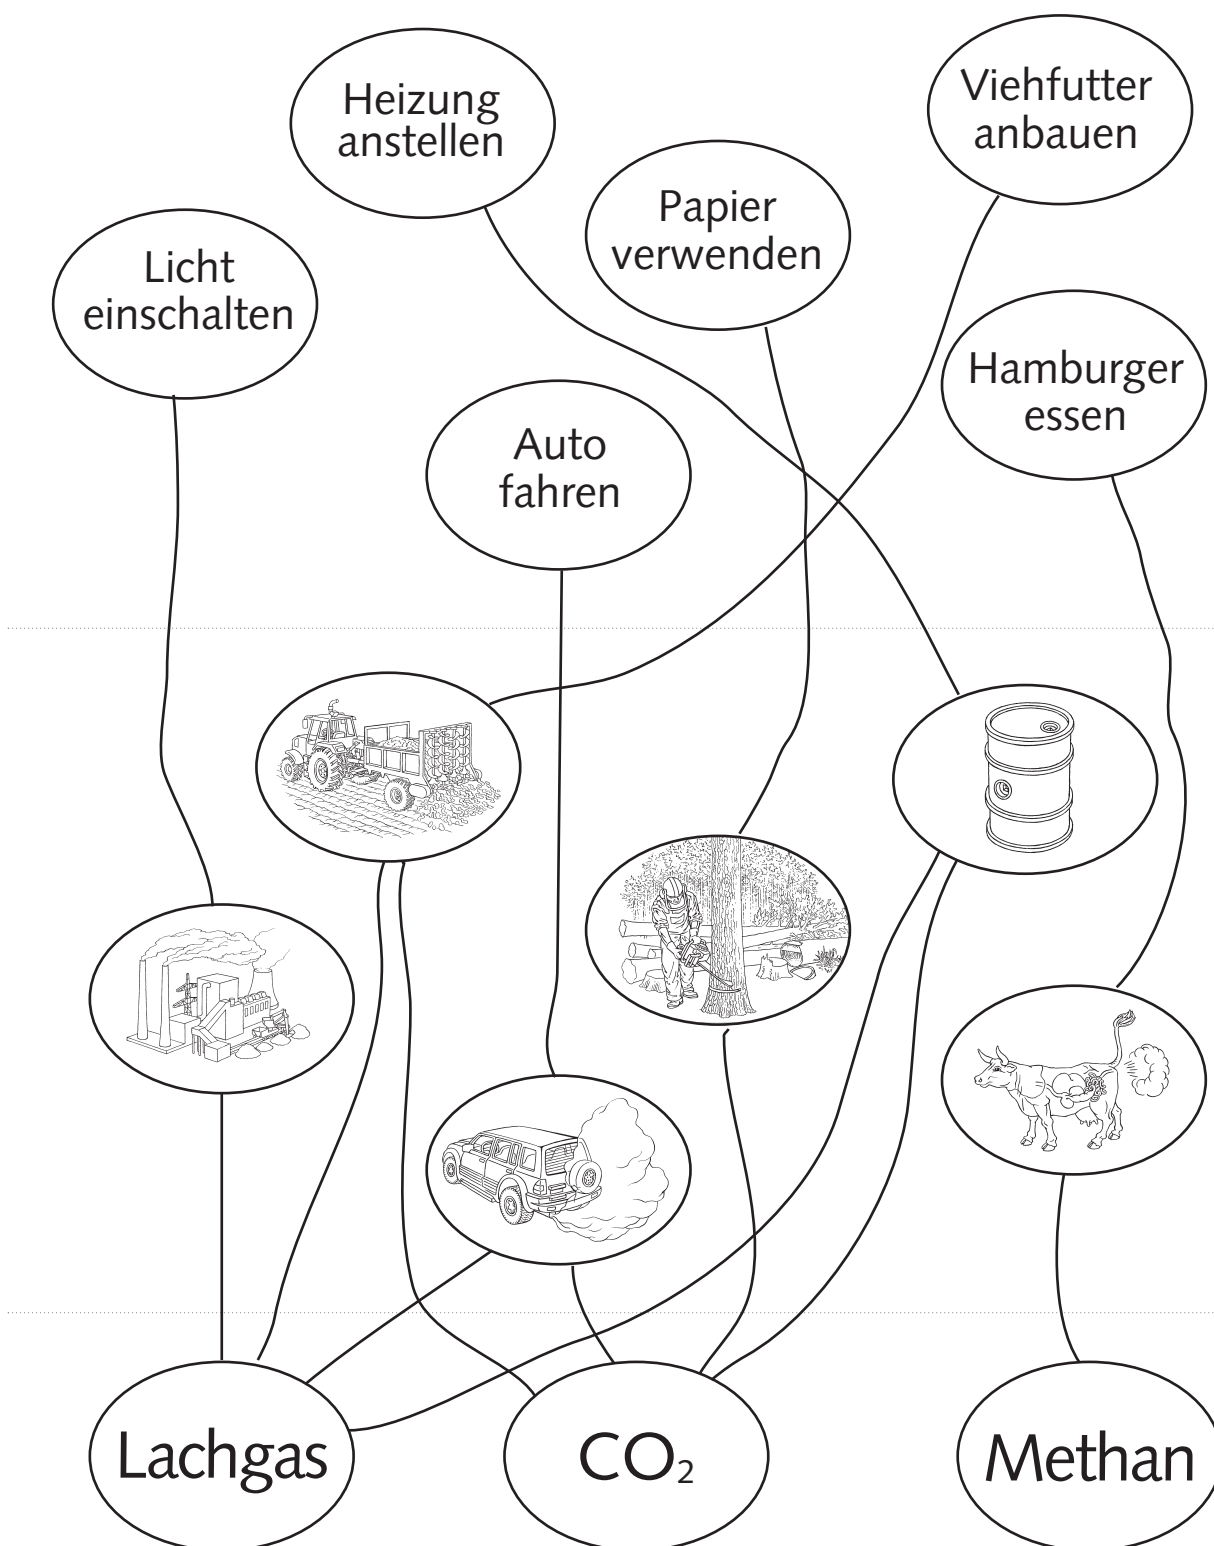 Heizung
anstellen
Viehfutter
anbauen
Papier
verwenden
Licht
einschalten
Hamburger
essen
Auto
fahren
Lachgas
CO₂
Methan